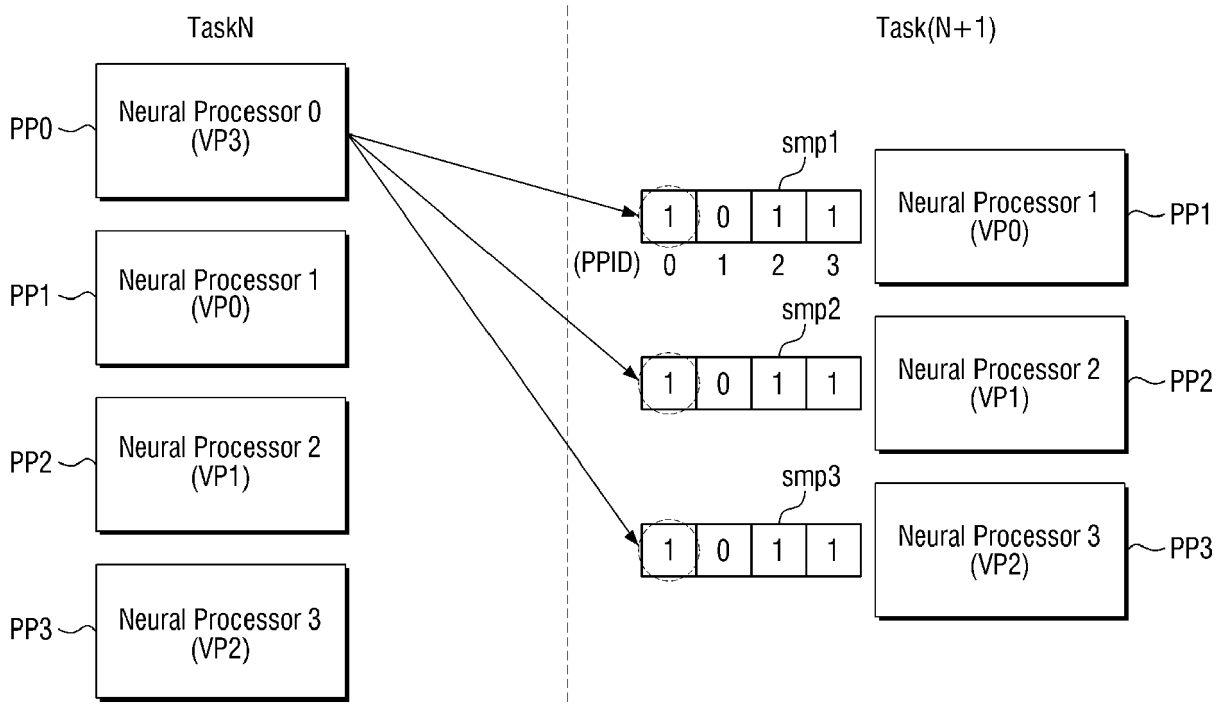 TaskN
Task(N+1)
PP0
Neural Processor 0
(VP3)
PP1
Neural Processor 1
(VP0)
PP2
Neural Processor 2
(VP1)
PP3
Neural Processor 3
(VP2)
smp1
1 0 1 1
(PPID) 0 1 2 3
Neural Processor 1
(VP0)
PP1
smp2
1 0 1 1
Neural Processor 2
(VP1)
PP2
smp3
1 0 1 1
Neural Processor 3
(VP2)
PP3